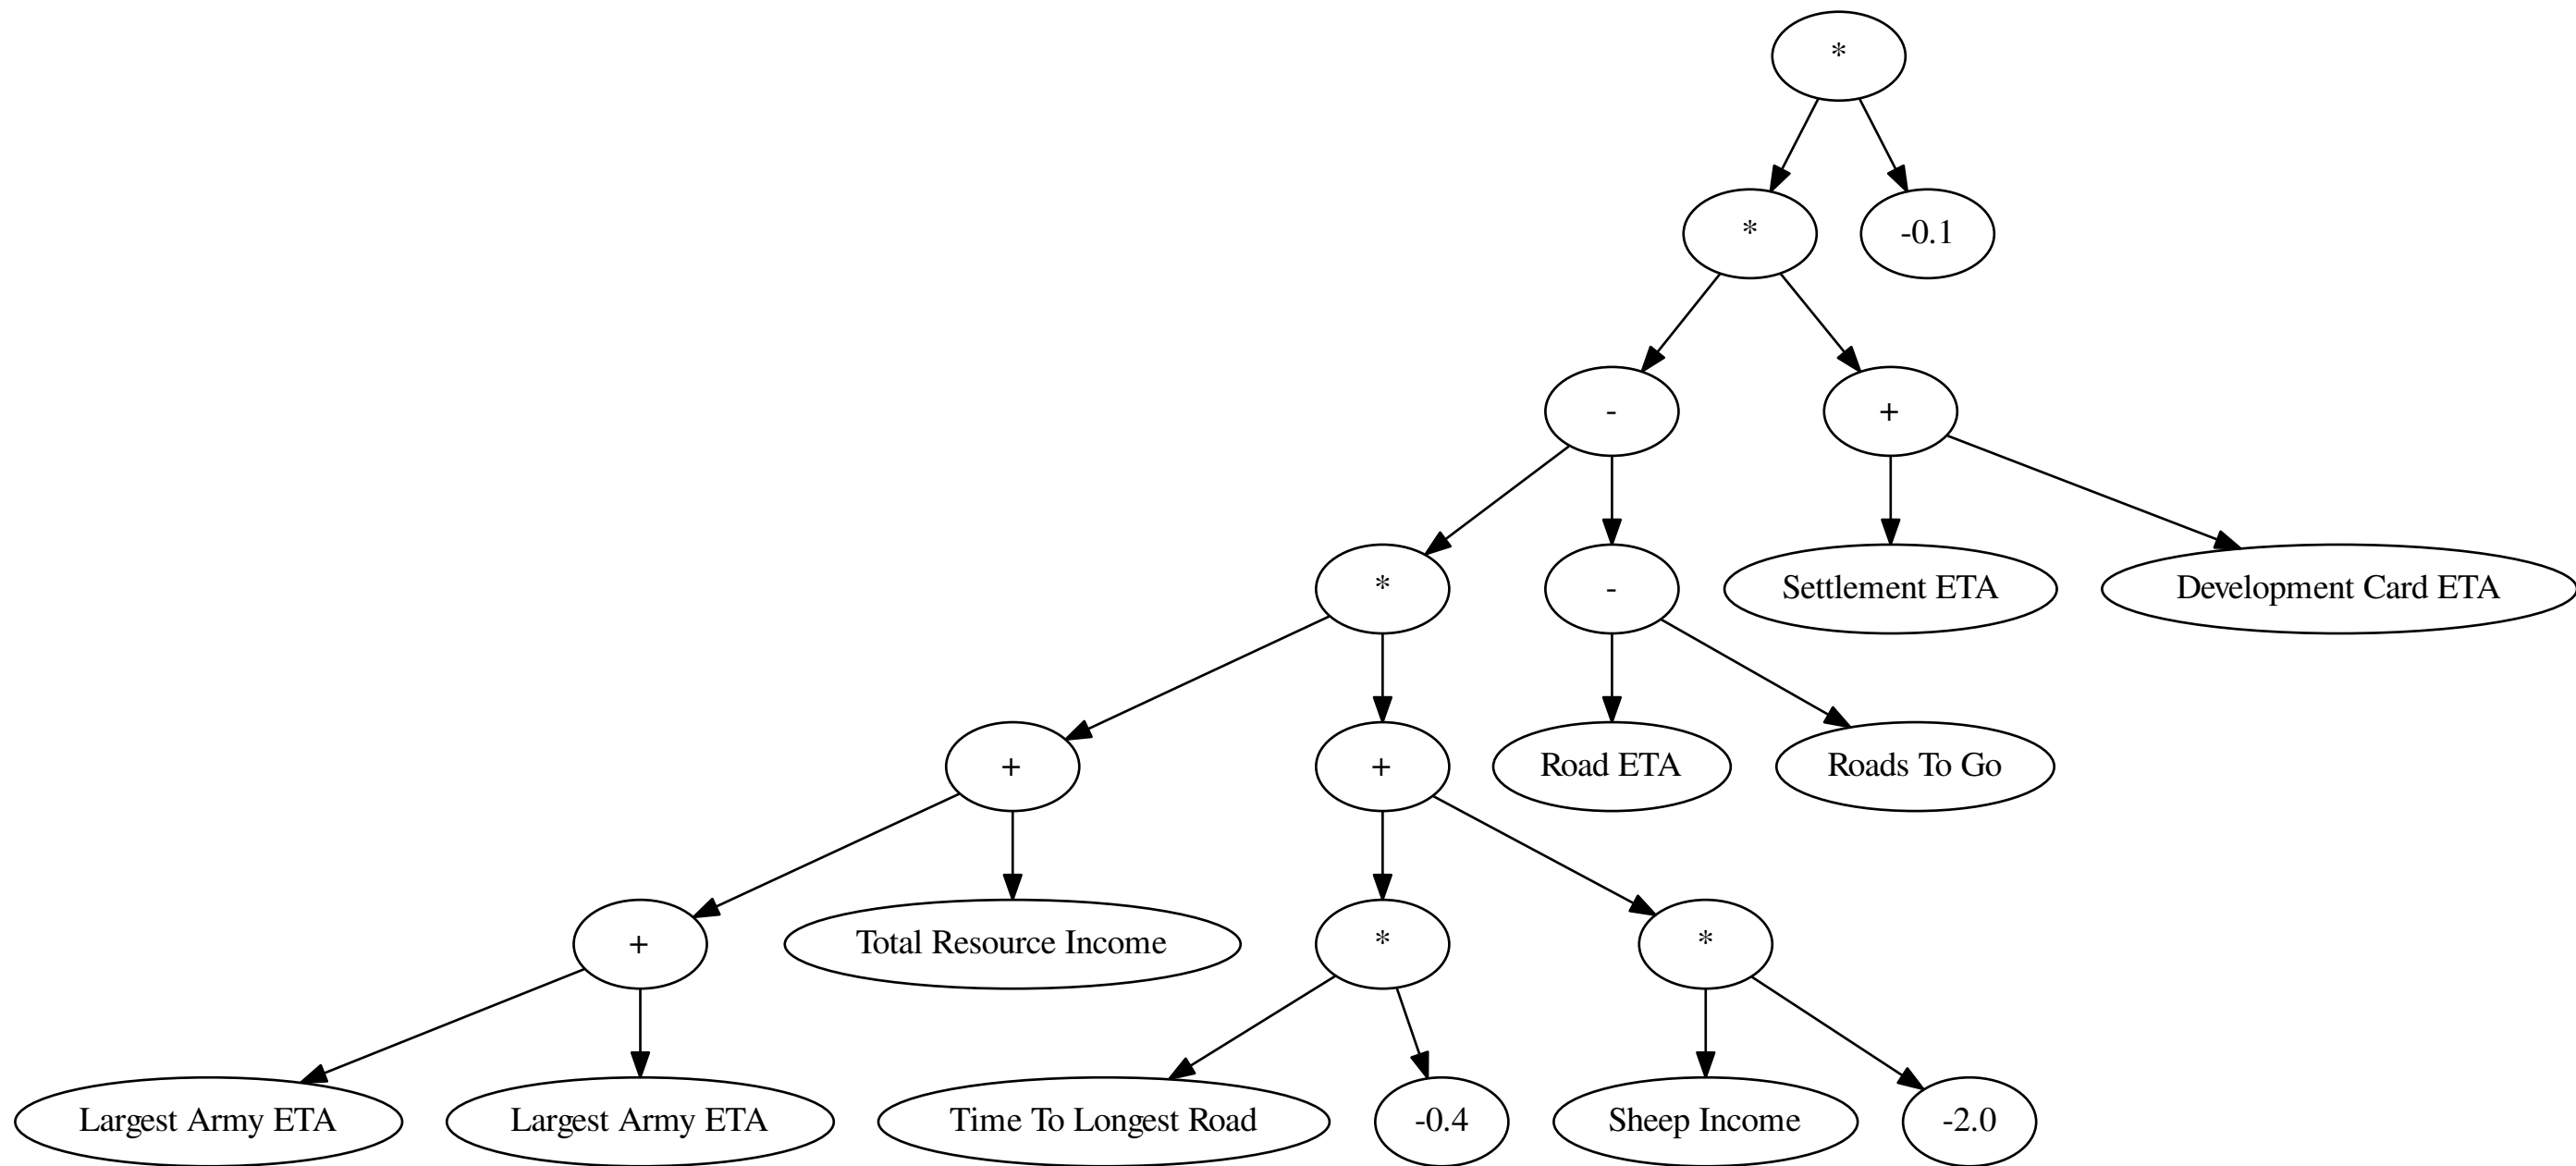 *
*
-0.1
-
+
*
-
Settlement ETA
Development Card ETA
+
+
Road ETA
Roads To Go
+
Total Resource Income
*
*
Largest Army ETA
Largest Army ETA
Time To Longest Road
-0.4
Sheep Income
-2.0